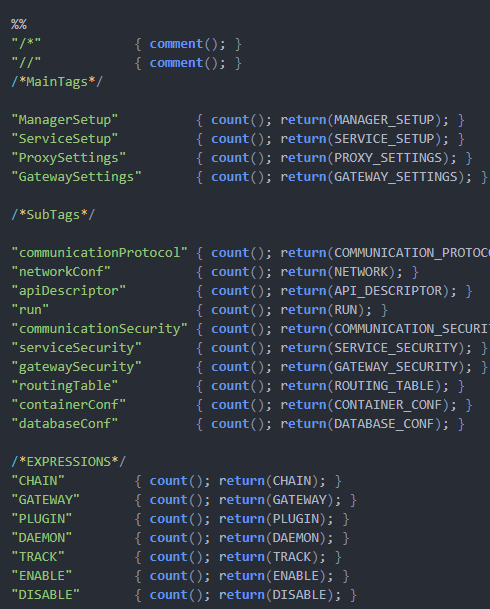 %%
"/*" { comment(); }
"//" { comment(); }
/*MainTags*/
"ManagerSetup" { count(); return(MANAGER_SETUP); }
"ServiceSetup" { count(); return(SERVICE_SETUP); }
"ProxySettings" { count(); return(PROXY_SETTINGS); }
"GatewaySettings" { count(); return(GATEWAY_SETTINGS); }
/*SubTags*/
"communicationProtocol" { count(); return(COMMUNICATION_PROTOC
"networkConf" { count(); return(NETWORK); }
"apiDescriptor" { count(); return(API_DESCRIPTOR); }
"run" { count(); return(RUN); }
"communicationSecurity" { count(); return(COMMUNICATION_SECURI
"serviceSecurity" { count(); return(SERVICE_SECURITY); }
"gatewaySecurity" { count(); return(GATEWAY_SECURITY); }
"routingTable" { count(); return(ROUTING_TABLE); }
"containerConf" { count(); return(CONTAINER_CONF); }
"databaseConf" { count(); return(DATABASE_CONF); }
/*EXPRESSIONS*/
"CHAIN" { count(); return(CHAIN); }
"GATEWAY" { count(); return(GATEWAY); }
"PLUGIN" { count(); return(PLUGIN); }
"DAEMON" { count(); return(DAEMON); }
"TRACK" { count(); return(TRACK); }
"ENABLE" { count(); return(ENABLE); }
"DISABLE" { count(); return(DISABLE); }